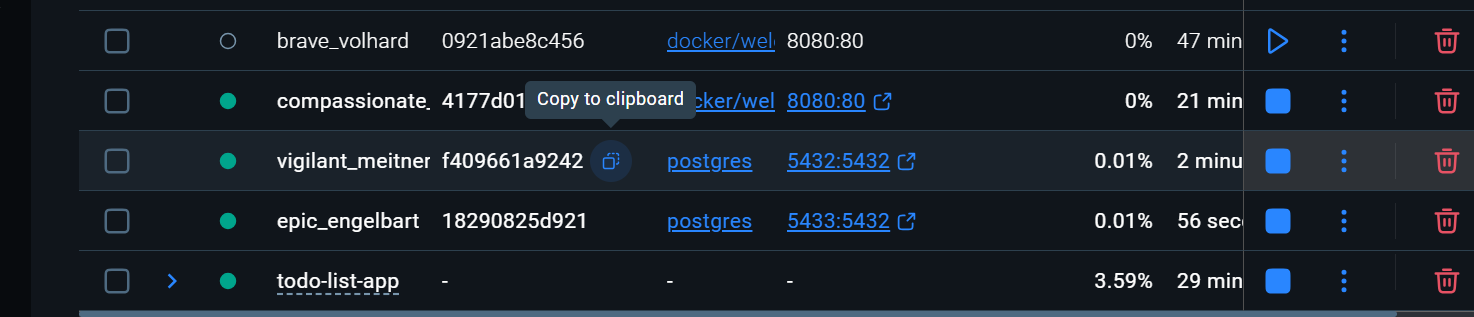 brave_volhard 0921abe8c456 docker/wel 8080:80 0% 47 min
Copy to clipboard
compassionate_ 4177d01 cker/wel 8080:80 0% 21 min
vigilant_meitner f409661a9242 postgres 5432:5432 0.01% 2 minu
epic_engelbart 18290825d921 postgres 5433:5432 0.01% 56 sec
todo-list-app - - - 3.59% 29 min